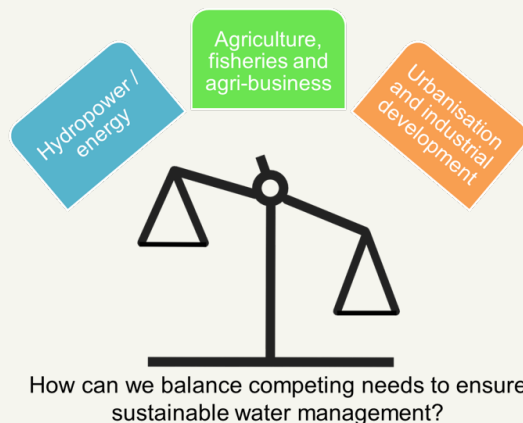 Hydropower /
energy
Agriculture,
fisheries and
agri-business
Urbanisation
and industrial
development
How can we balance competing needs to ensure
sustainable water management?